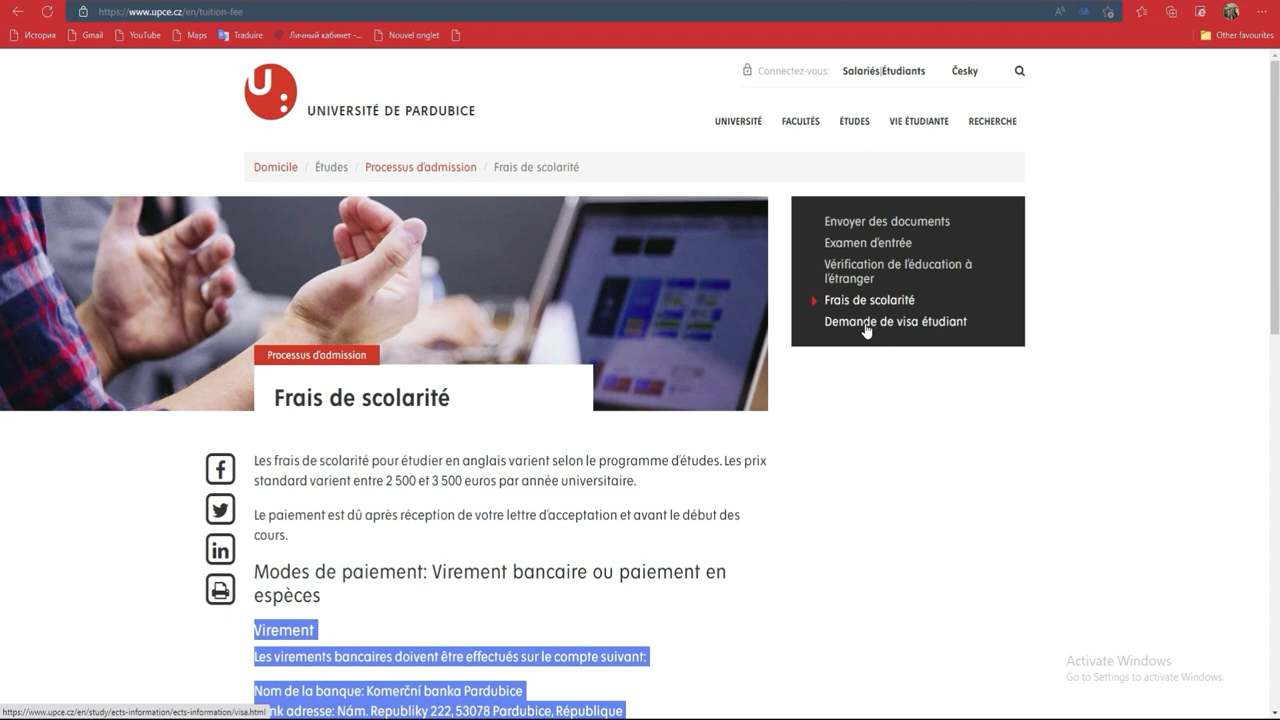 https://www.upce.cz/en/tuition-fee
История Gmail YouTube Maps Traduire Личный кабинет -... Nouvel onglet Other favourites
Connectez-vous: Salariés|Étudiants Česky
U:
UNIVERSITÉ DE PARDUBICE
UNIVERSITÉ FACULTÉS ÉTUDES VIE ÉTUDIANTE RECHERCHE
Domicile / Études / Processus d'admission / Frais de scolarité
Envoyer des documents
Examen d'entrée
Vérification de l'éducation à
l'étranger
Frais de scolarité
Demande de visa étudiant
Processus d'admission
Frais de scolarité
Les frais de scolarité pour étudier en anglais varient selon le programme d'études. Les prix
standard varient entre 2 500 et 3 500 euros par année universitaire.
Le paiement est dû après réception de votre lettre d'acceptation et avant le début des
cours.
Modes de paiement: Virement bancaire ou paiement en
espèces
Virement
Les virements bancaires doivent être effectués sur le compte suivant:
Nom de la banque: Komerční banka Pardubice
nk adresse: Nám. Republiky 222, 53078 Pardubice, République
https://www.upce.cz/en/study/ects-information/ects-information/visa.html
Activate Windows
Go to Settings to activate Windows.